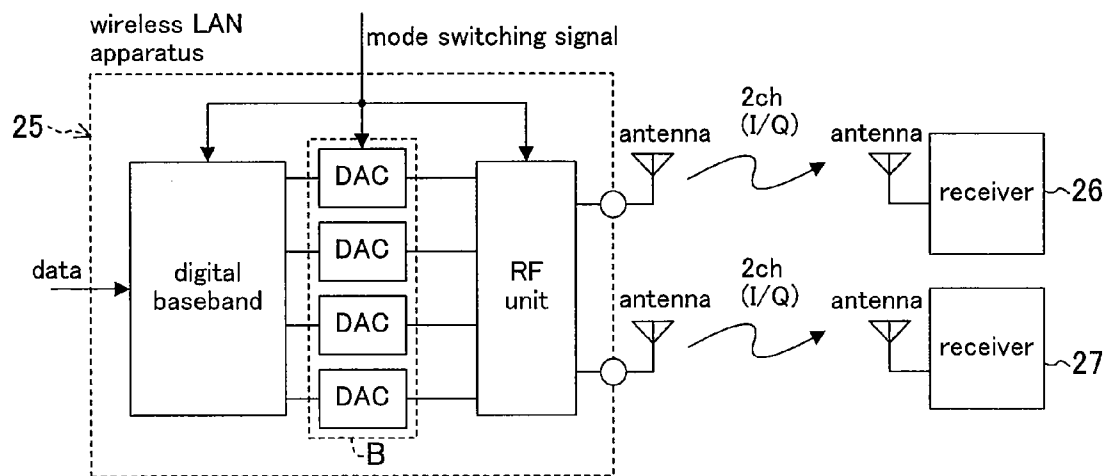 wireless LAN
apparatus
mode switching signal
25
2ch
(I/Q)
antenna
antenna
DAC
receiver
26
DAC
data
digital
baseband
RF
unit
2ch
(I/Q)
antenna
antenna
DAC
receiver
27
DAC
B